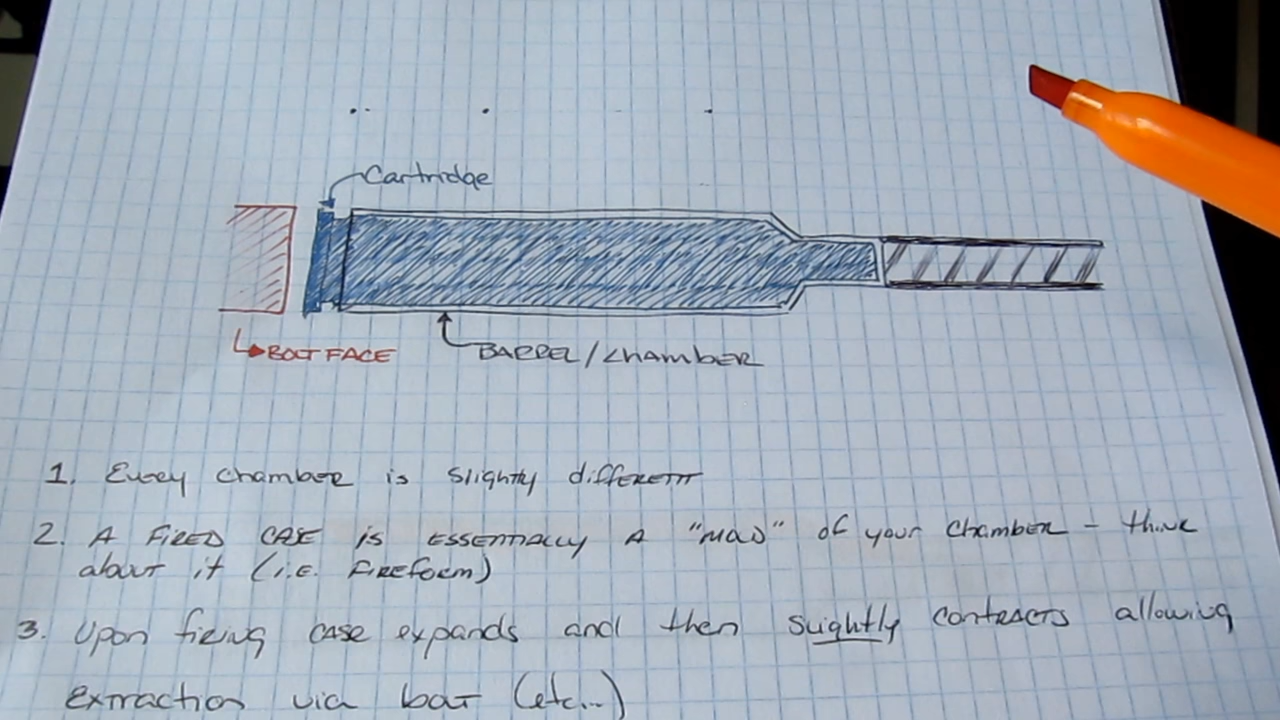 Cartridge
BOLT FACE
BARREL/Chamber
1. Every chamber is slightly different
2. A FIRED CASE is ESSENTIALLY A "MOLD" of your chamber - think
about it (i.e. Fireform)
3. Upon firing case expands and then slightly contracts allowing
extraction via bolt (etc...)